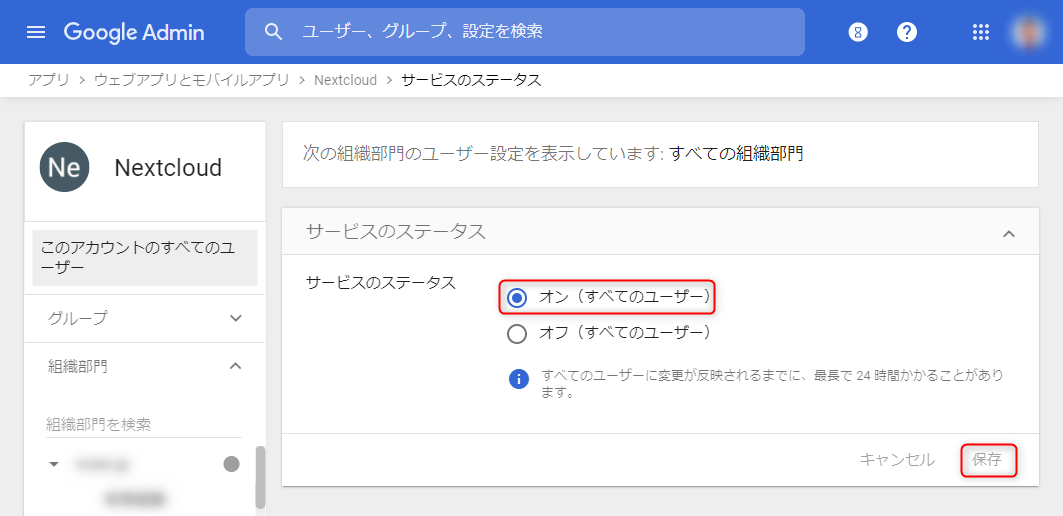 Google Admin
ユーザー、グループ、設定を検索
アプリ > ウェブアプリとモバイルアプリ > Nextcloud > サービスのステータス
Ne
Nextcloud
このアカウントのすべてのユ
ーザー
グループ
組織部門
組織部門を検索
次の組織部門のユーザー設定を表示しています: すべての組織部門
サービスのステータス
サービスのステータス
オン（すべてのユーザー）
オフ（すべてのユーザー）
すべてのユーザーに変更が反映されるまでに、最長で 24 時間かかることがあり
ます。
キャンセル
保存